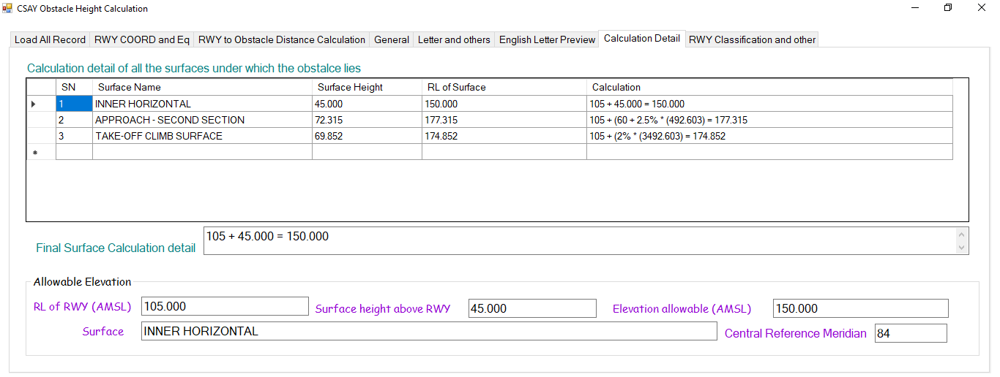 CSAY Obstacle Height Calculation
Load All Record RWY COORD and Eq RWY to Obstacle Distance Calculation General Letter and others English Letter Preview Calculation Detail RWY Classification and other
Calculation detail of all the surfaces under which the obstalce lies
SN Surface Name Surface Height RL of Surface Calculation
1 INNER HORIZONTAL 45.000 150.000 105 + 45.000 = 150.000
2 APPROACH - SECOND SECTION 72.315 177.315 105 + (60 + 2.5% * (492.603) = 177.315
3 TAKE-OFF CLIMB SURFACE 69.852 174.852 105 + (2% * (3492.603) = 174.852
Final Surface Calculation detail 105 + 45.000 = 150.000
Allowable Elevation
RL of RWY (AMSL) 105.000 Surface height above RWY 45.000 Elevation allowable (AMSL) 150.000
Surface INNER HORIZONTAL Central Reference Meridian 84